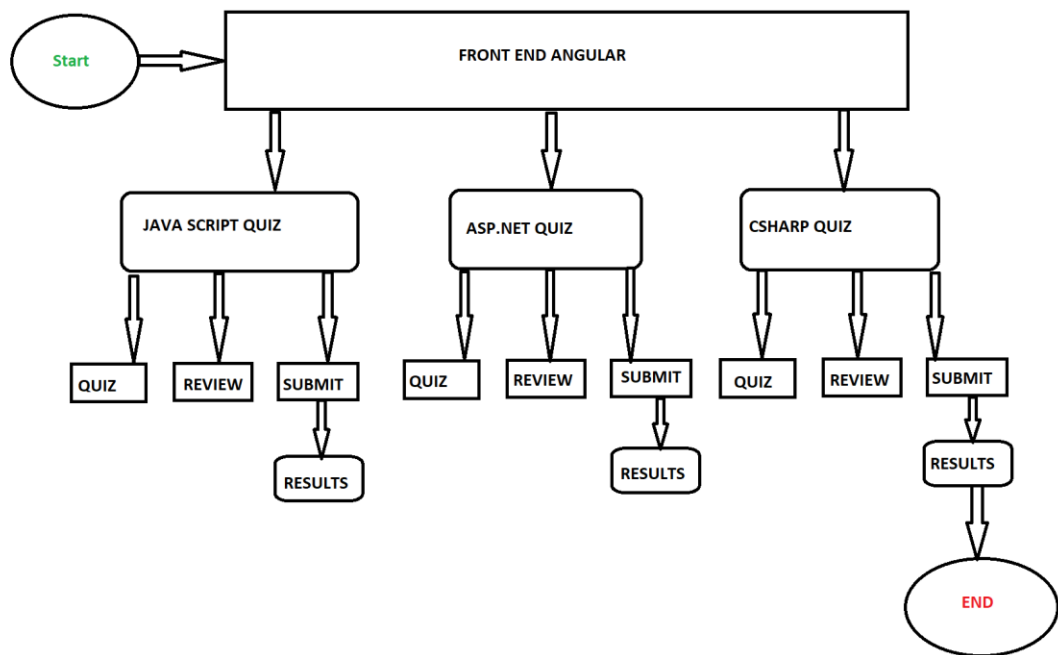 Start
FRONT END ANGULAR
JAVA SCRIPT QUIZ
ASP.NET QUIZ
CSHARP QUIZ
QUIZ
REVIEW
SUBMIT
QUIZ
REVIEW
SUBMIT
QUIZ
REVIEW
SUBMIT
RESULTS
RESULTS
RESULTS
END